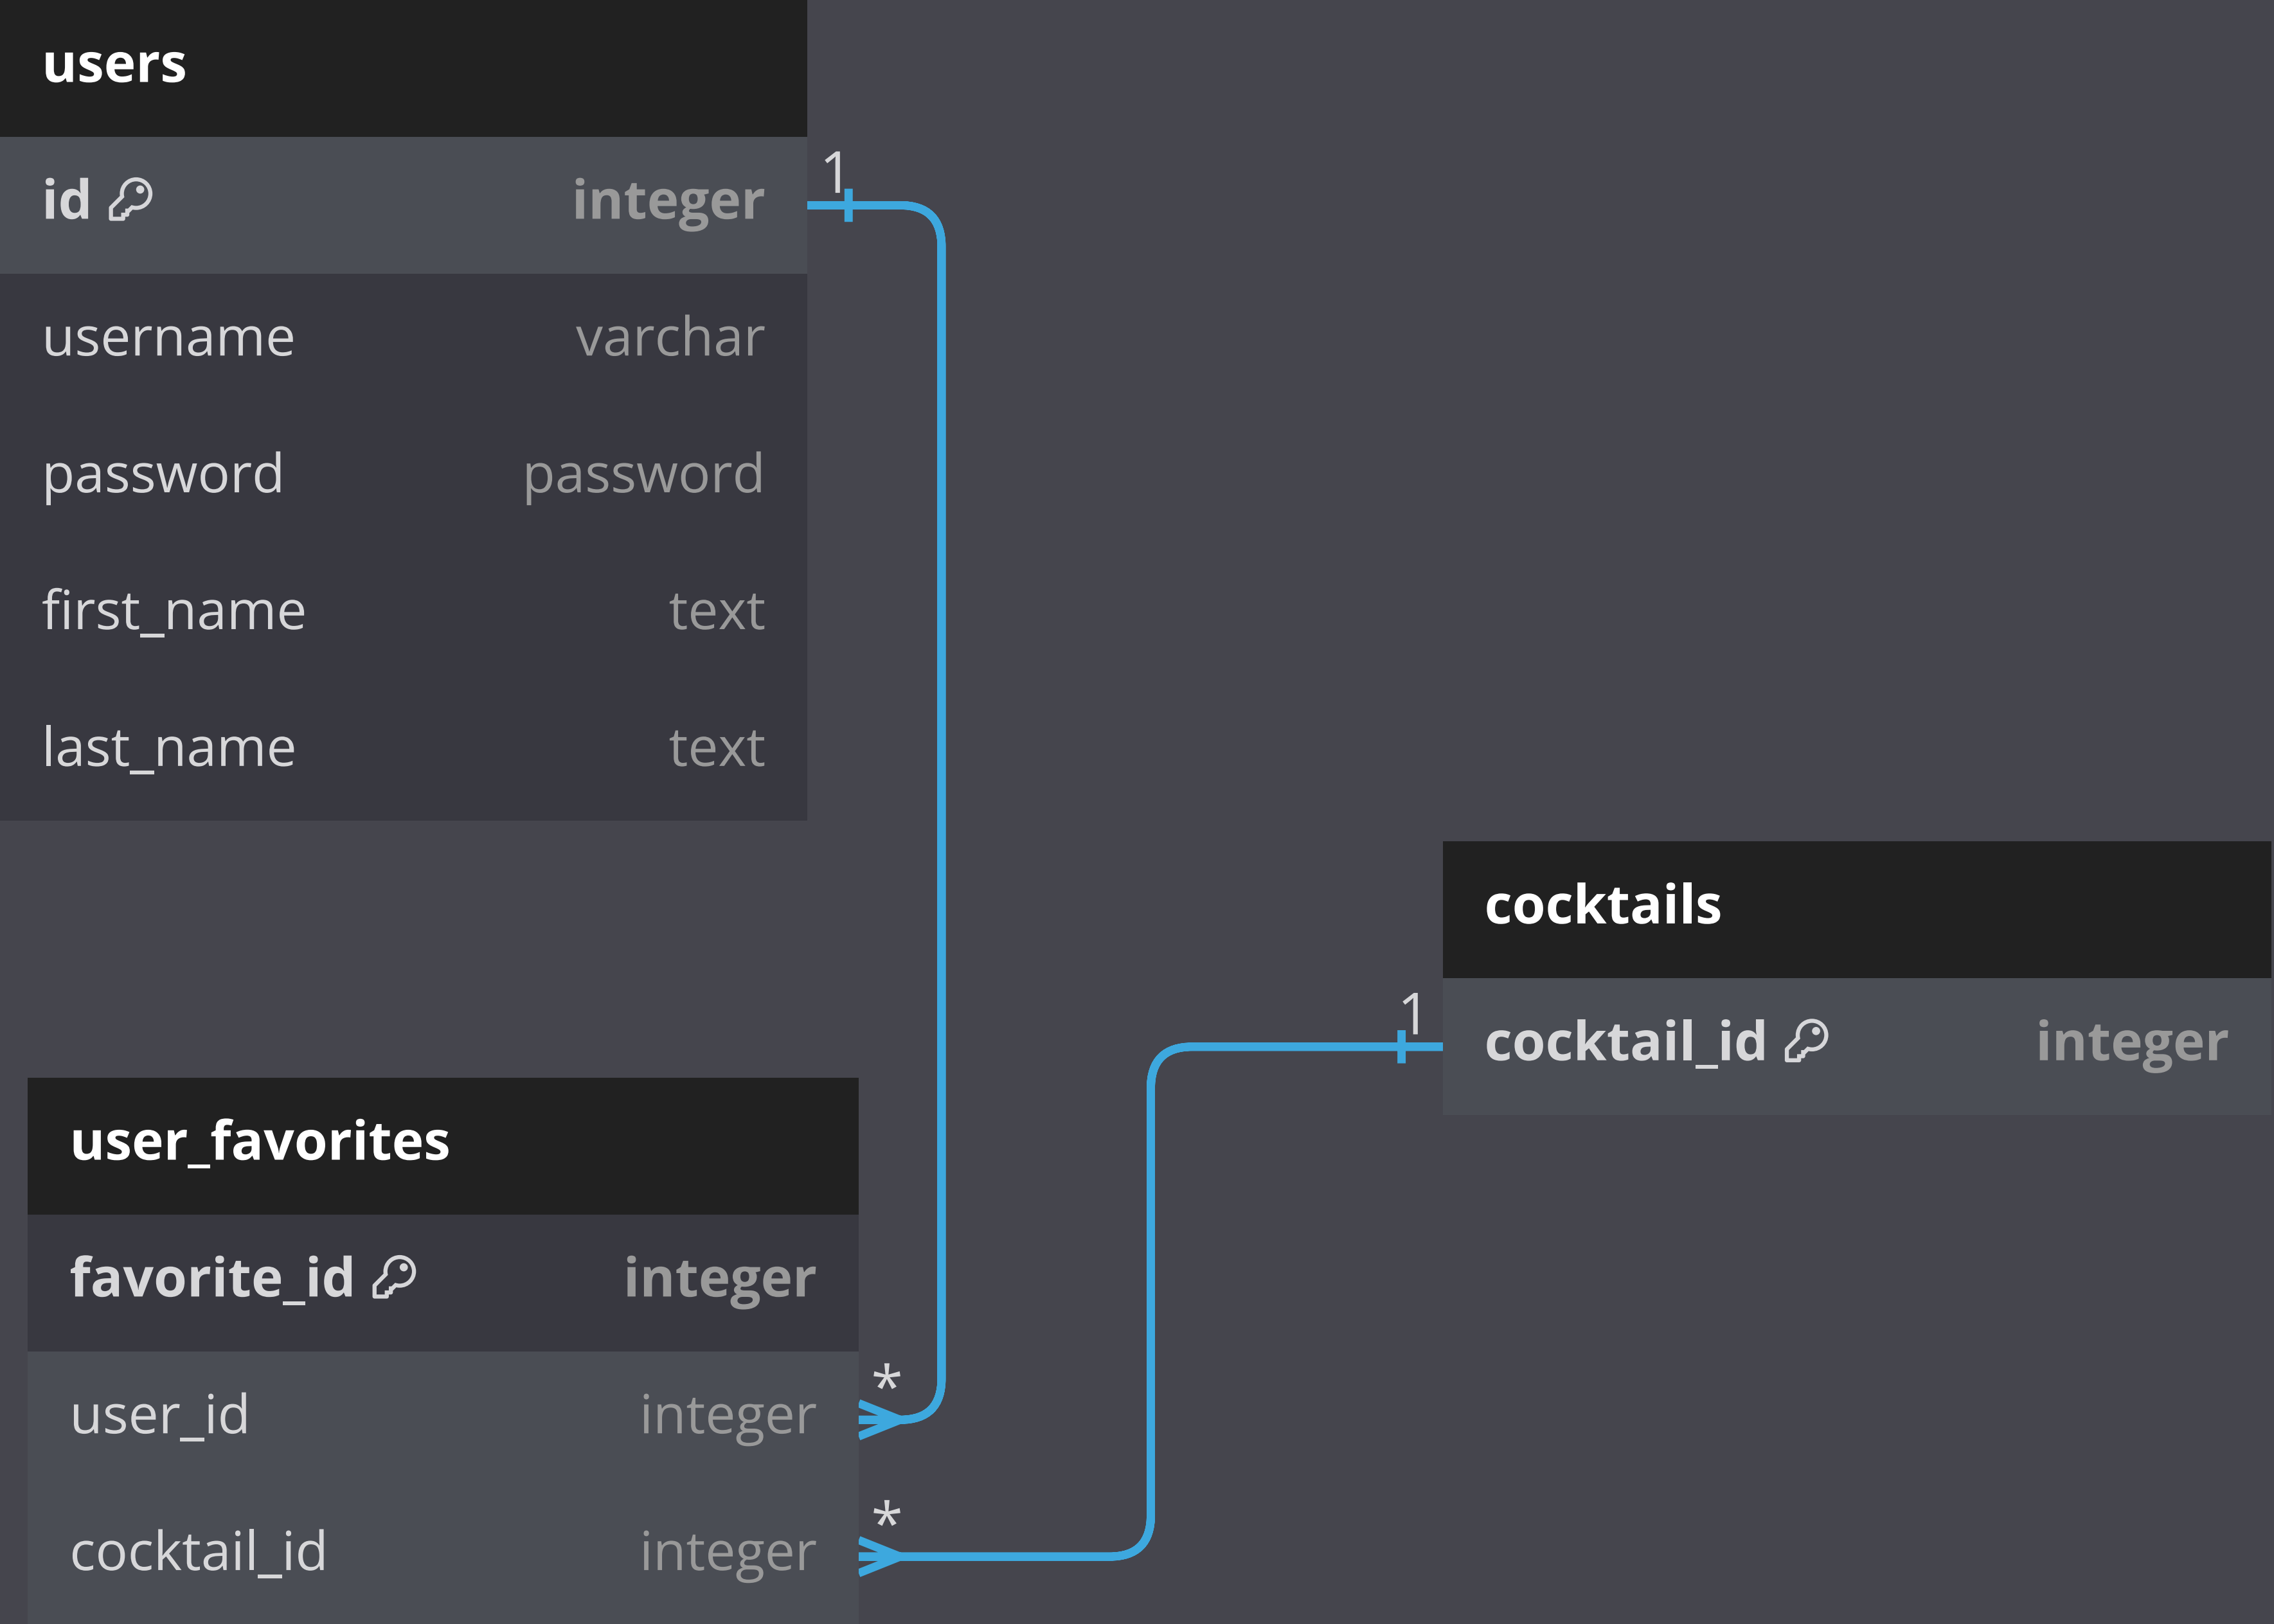 users
id integer
username varchar
password password
first_name text
last_name text
1
cocktails
cocktail_id integer
1
user_favorites
favorite_id integer
user_id integer
*
cocktail_id integer
*